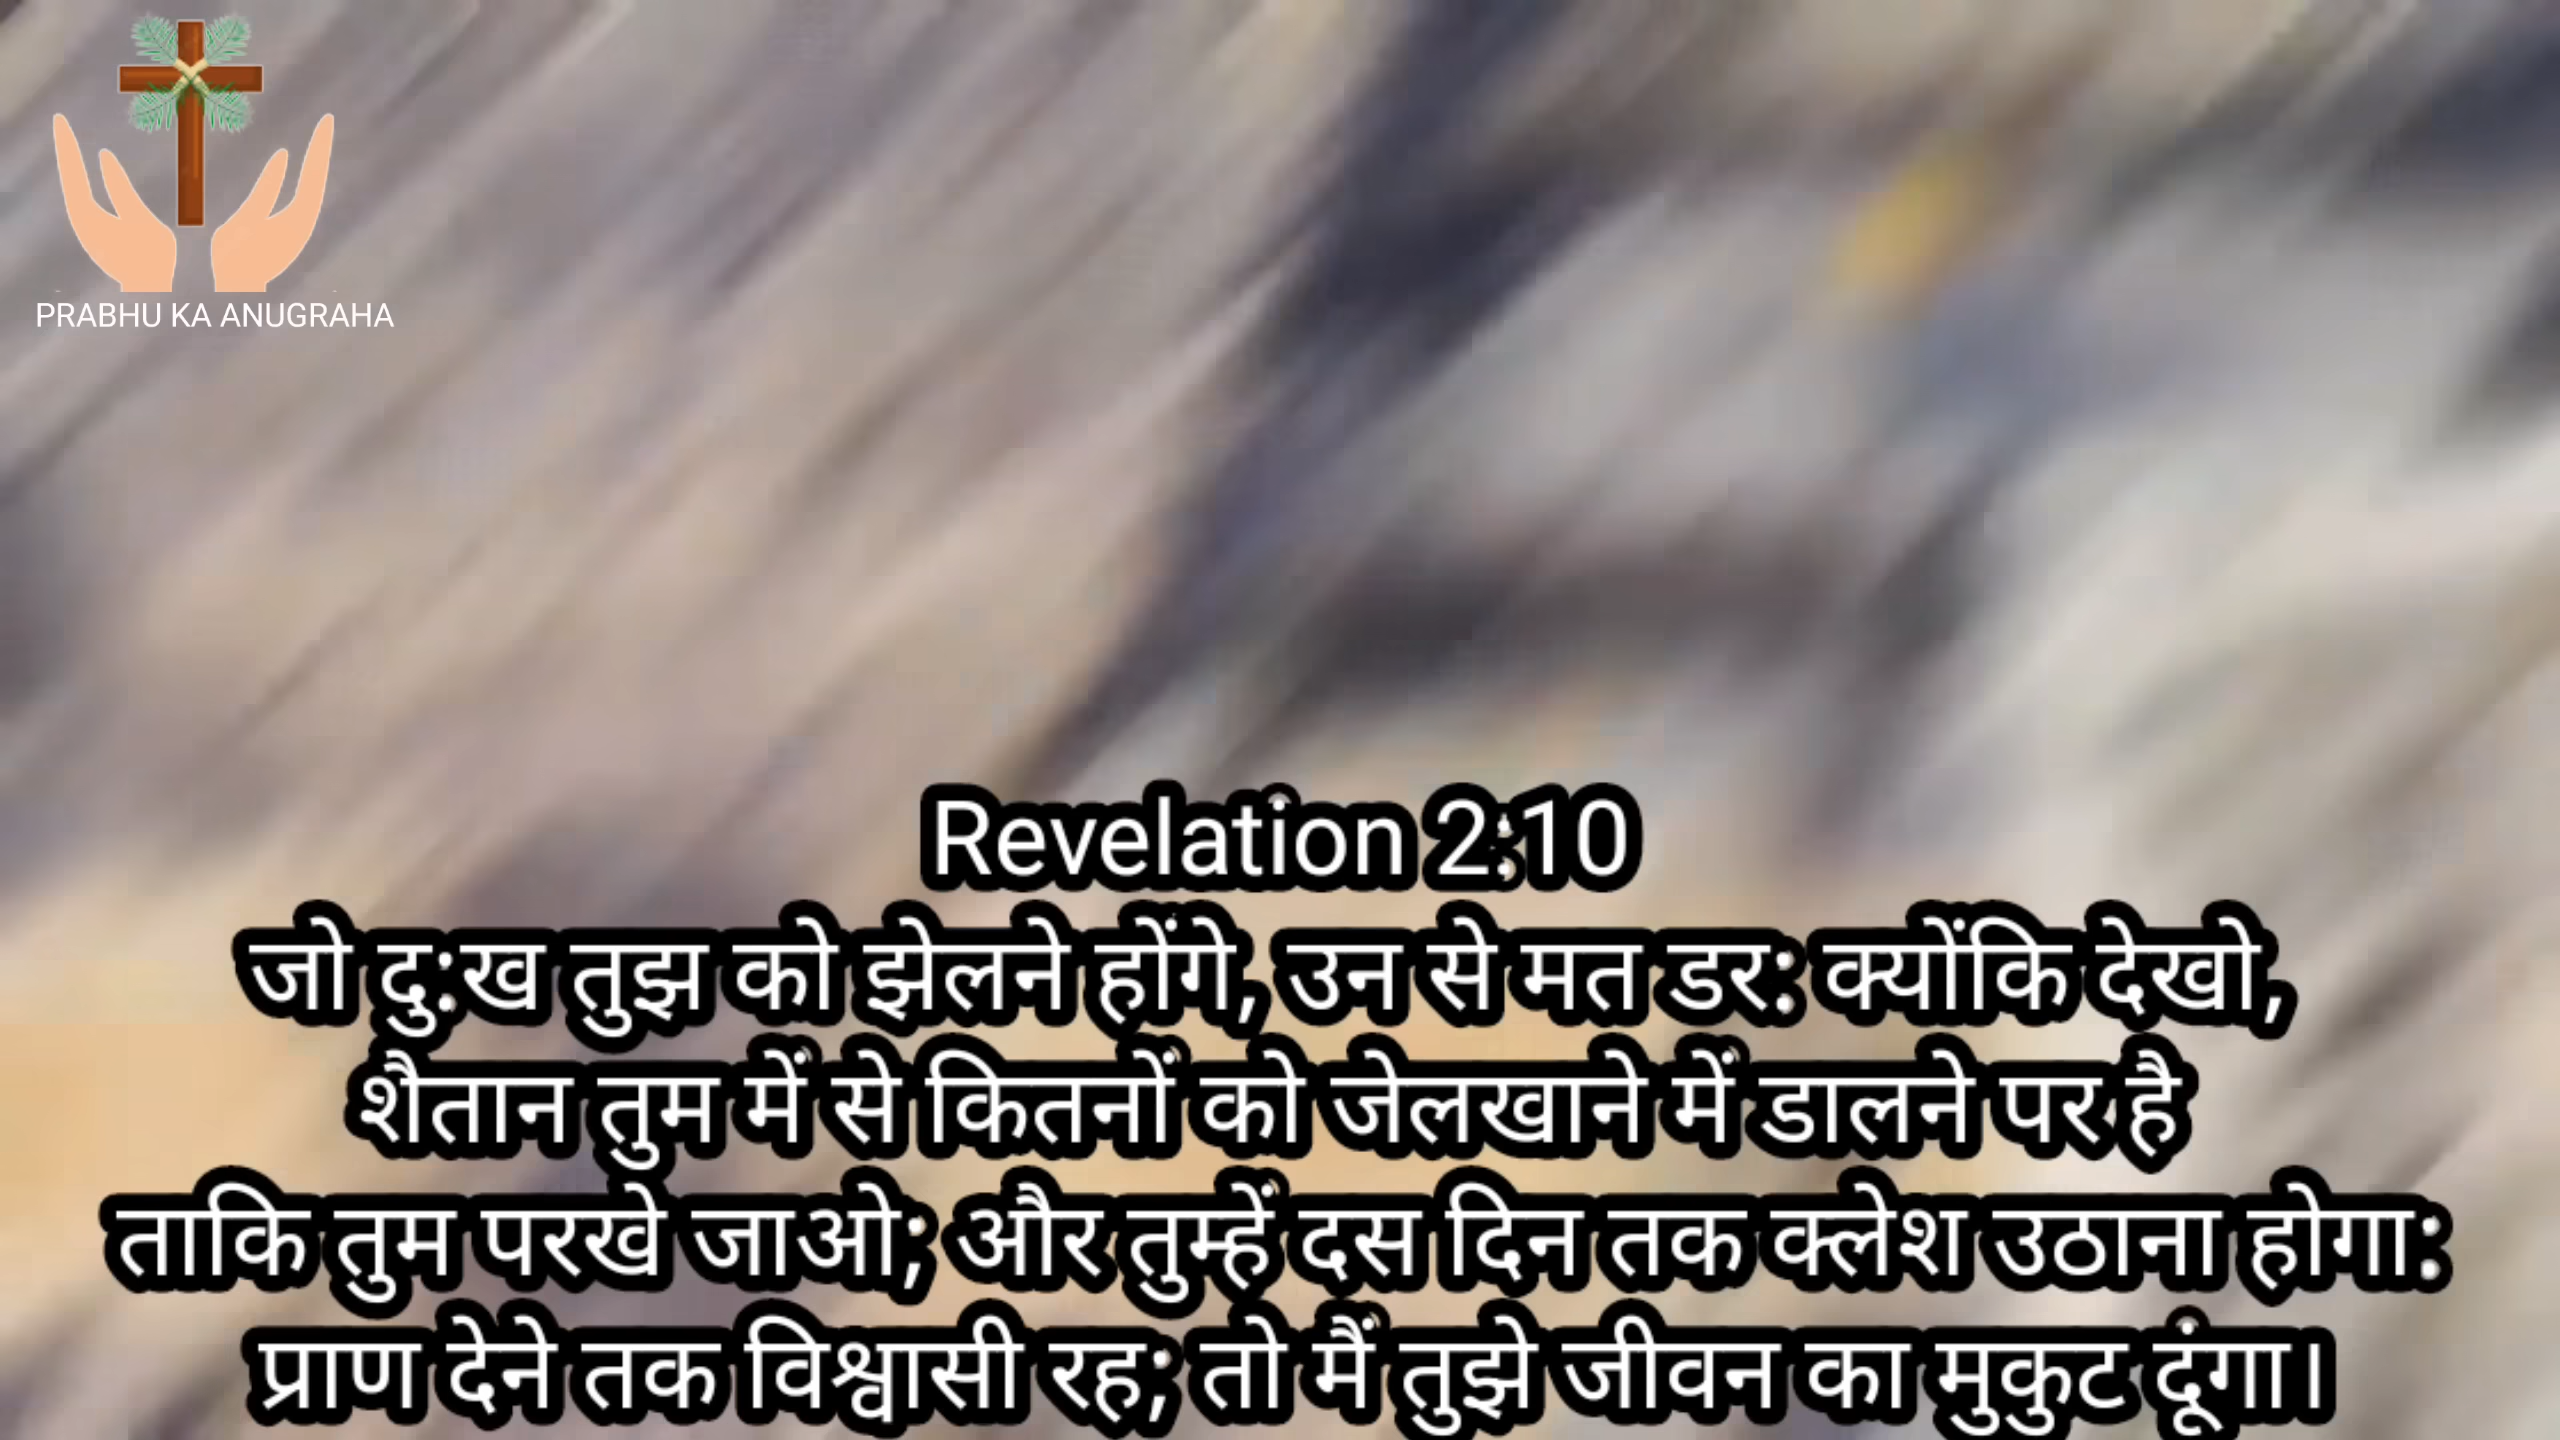 PRABHU KA ANUGRAHA
Revelation 2:10
जो दु:ख तुझ को झेलने होंगे, उन से मत डर: क्योंकि देखो,
शैतान तुम में से कितनों को जेलखाने में डालने पर है
ताकि तुम परखे जाओ; और तुम्हें दस दिन तक क्लेश उठाना होगा:
प्राण देने तक विश्वासी रह; तो मैं तुझे जीवन का मुकुट दूंगा।